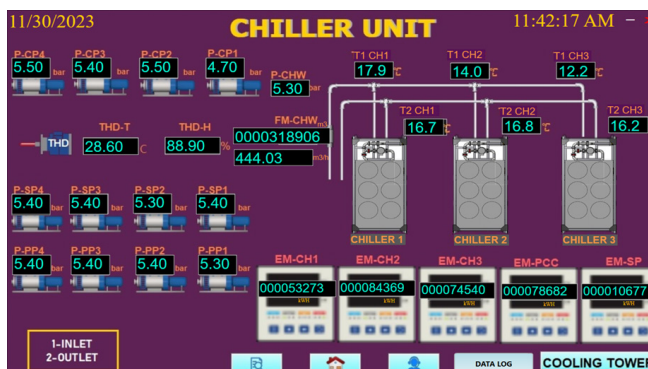 11/30/2023 CHILLER UNIT 11:42:17 AM
P-CP4 P-CP3 P-CP2 P-CP1
5.50 bar 5.40 bar 5.50 bar 4.70 bar
P-CHW
5.30 bar
T1 CH1 T1 CH2 T1 CH3
17.9 °C 14.0 °C 12.2 °C
T2 CH1 T2 CH2 T2 CH3
16.7 °C 16.8 °C 16.2
THD
THD-T THD-H
28.60 C 88.90 %
FM-CHW m3
0000318906
444.03 m3/h
P-SP4 P-SP3 P-SP2 P-SP1
5.40 bar 5.40 bar 5.30 bar 5.40 bar
P-PP4 P-PP3 P-PP2 P-PP1
5.40 bar 5.40 bar 5.40 bar 5.30 bar
CHILLER 1 CHILLER 2 CHILLER 3
EM-CH1 EM-CH2 EM-CH3 EM-PCC EM-SP
000053273 000084369 000074540 000078682 000010677
kWH kWH kWH kWH kWH
1-INLET
2-OUTLET
DATA LOG COOLING TOWER